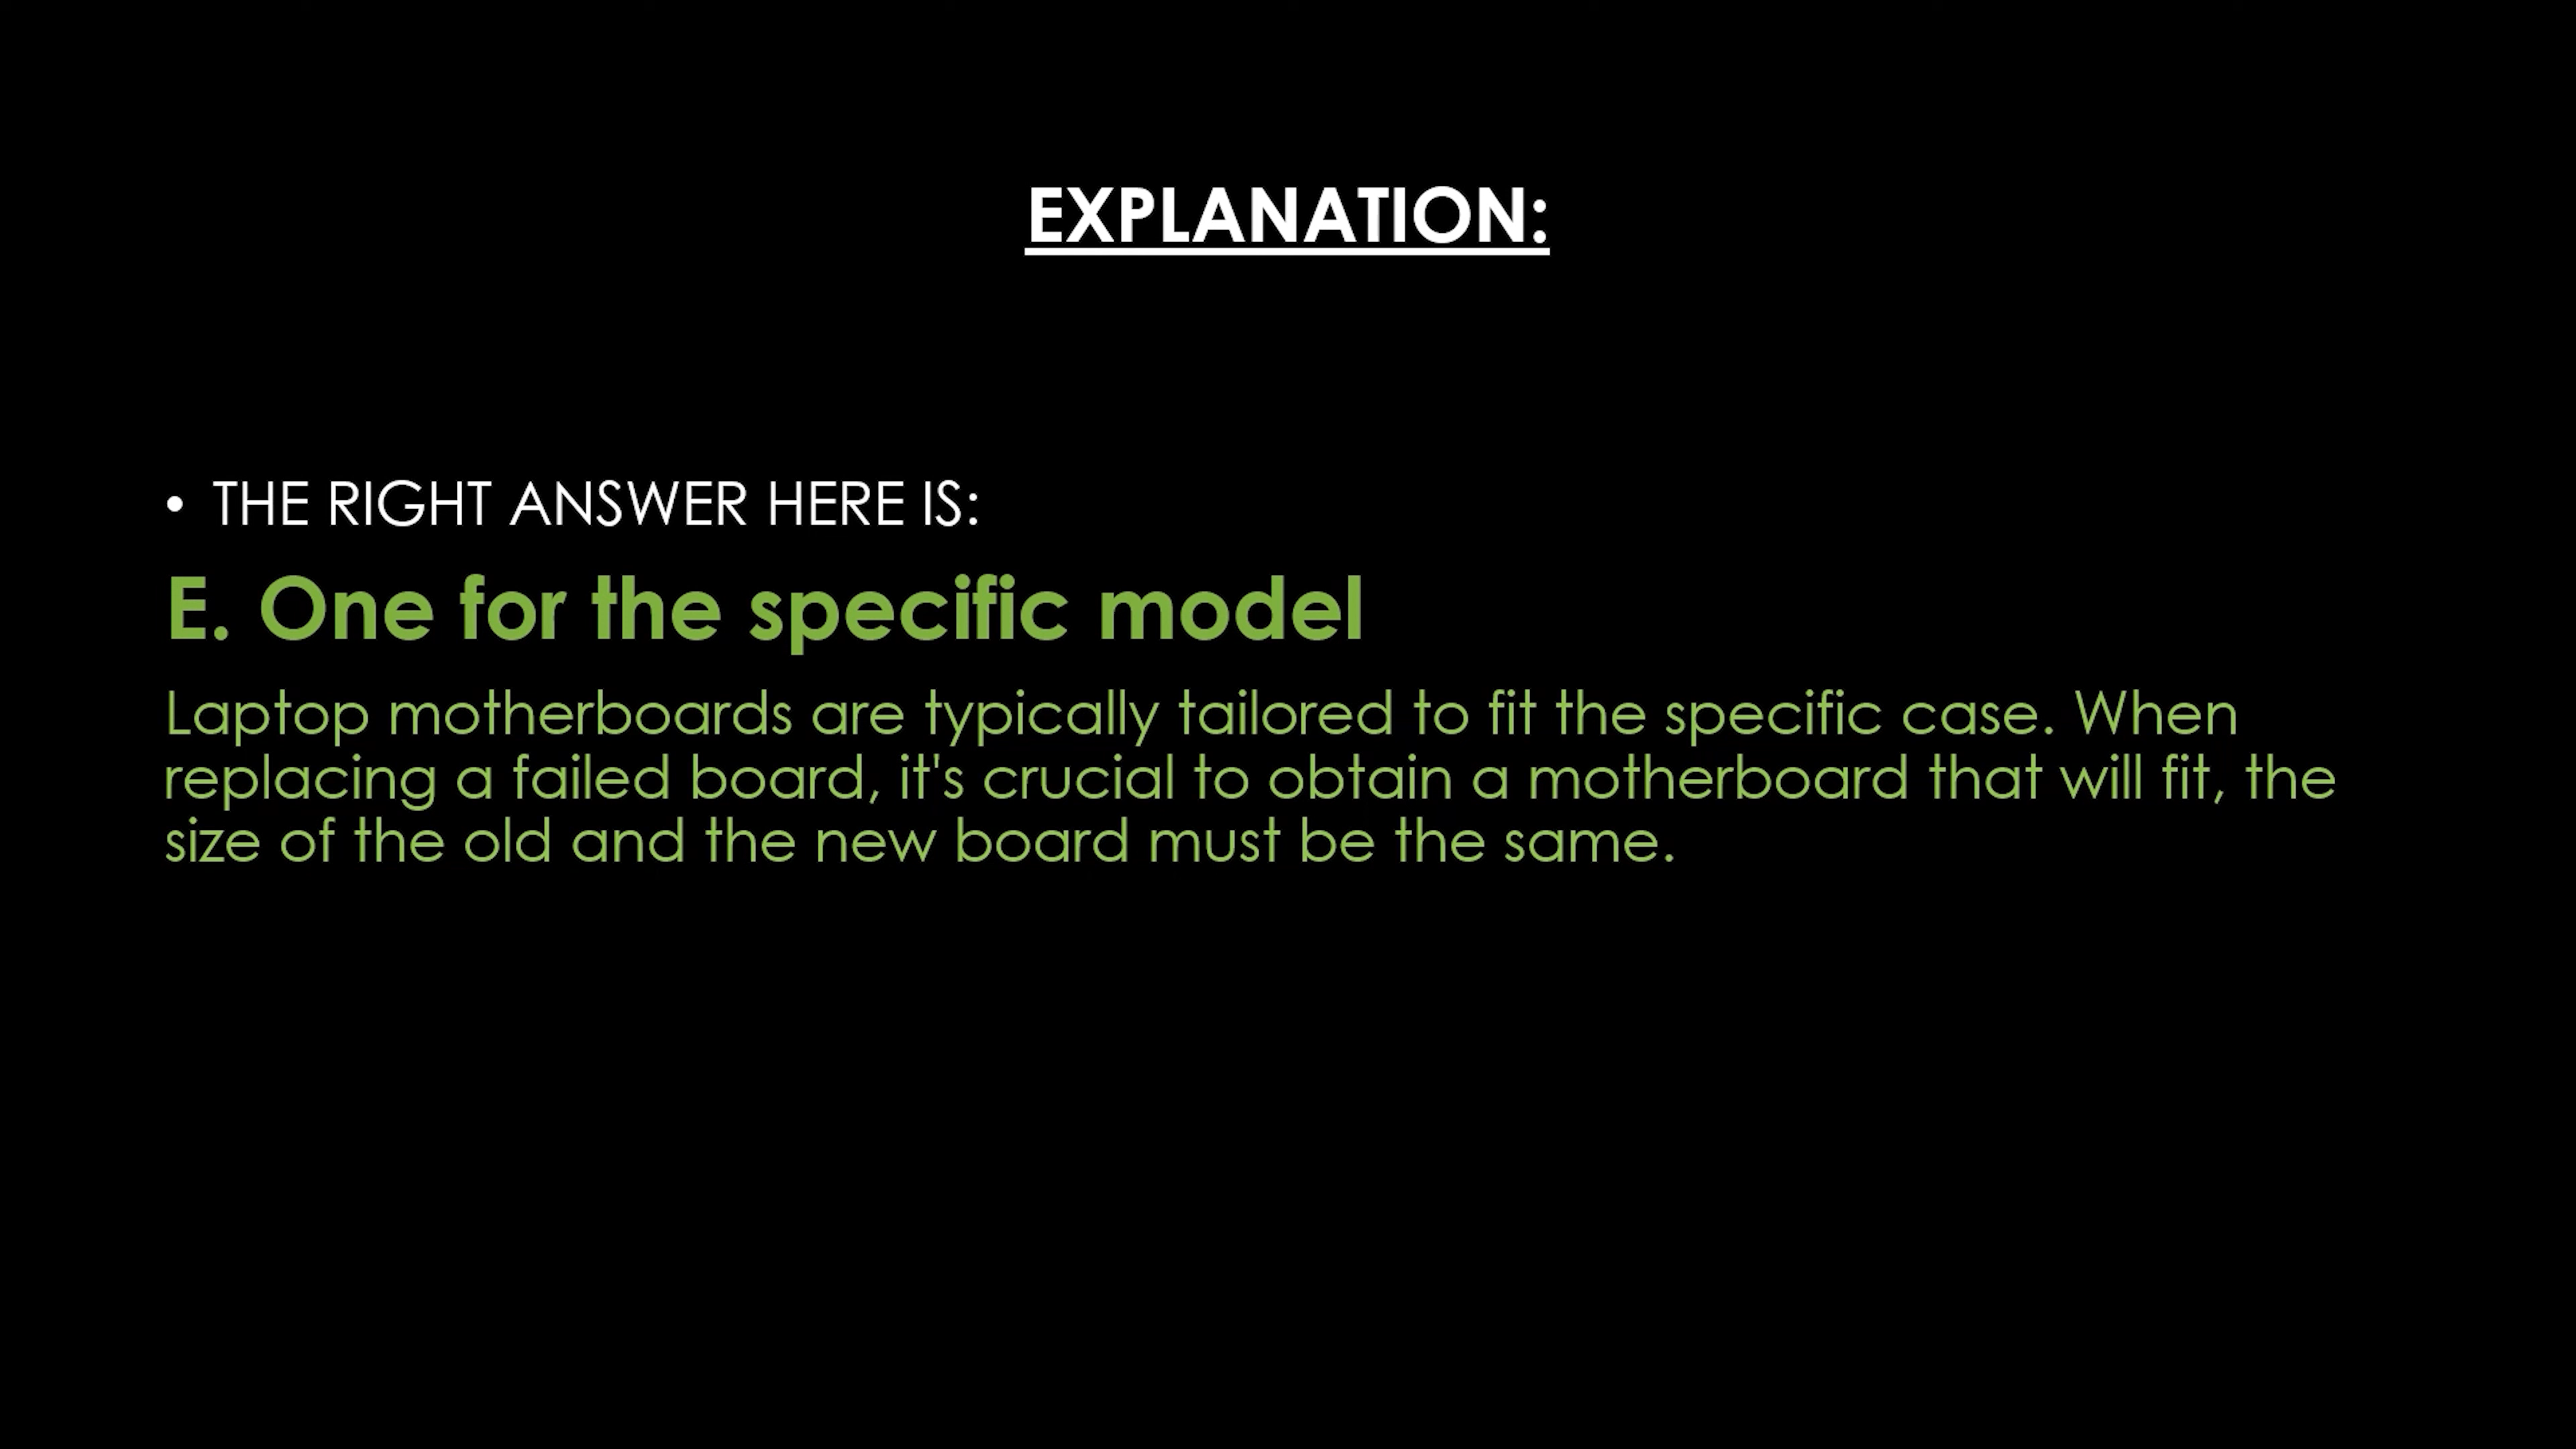 EXPLANATION:
• THE RIGHT ANSWER HERE IS:
E. One for the specific model
Laptop motherboards are typically tailored to fit the specific case. When
replacing a failed board, it's crucial to obtain a motherboard that will fit, the
size of the old and the new board must be the same.